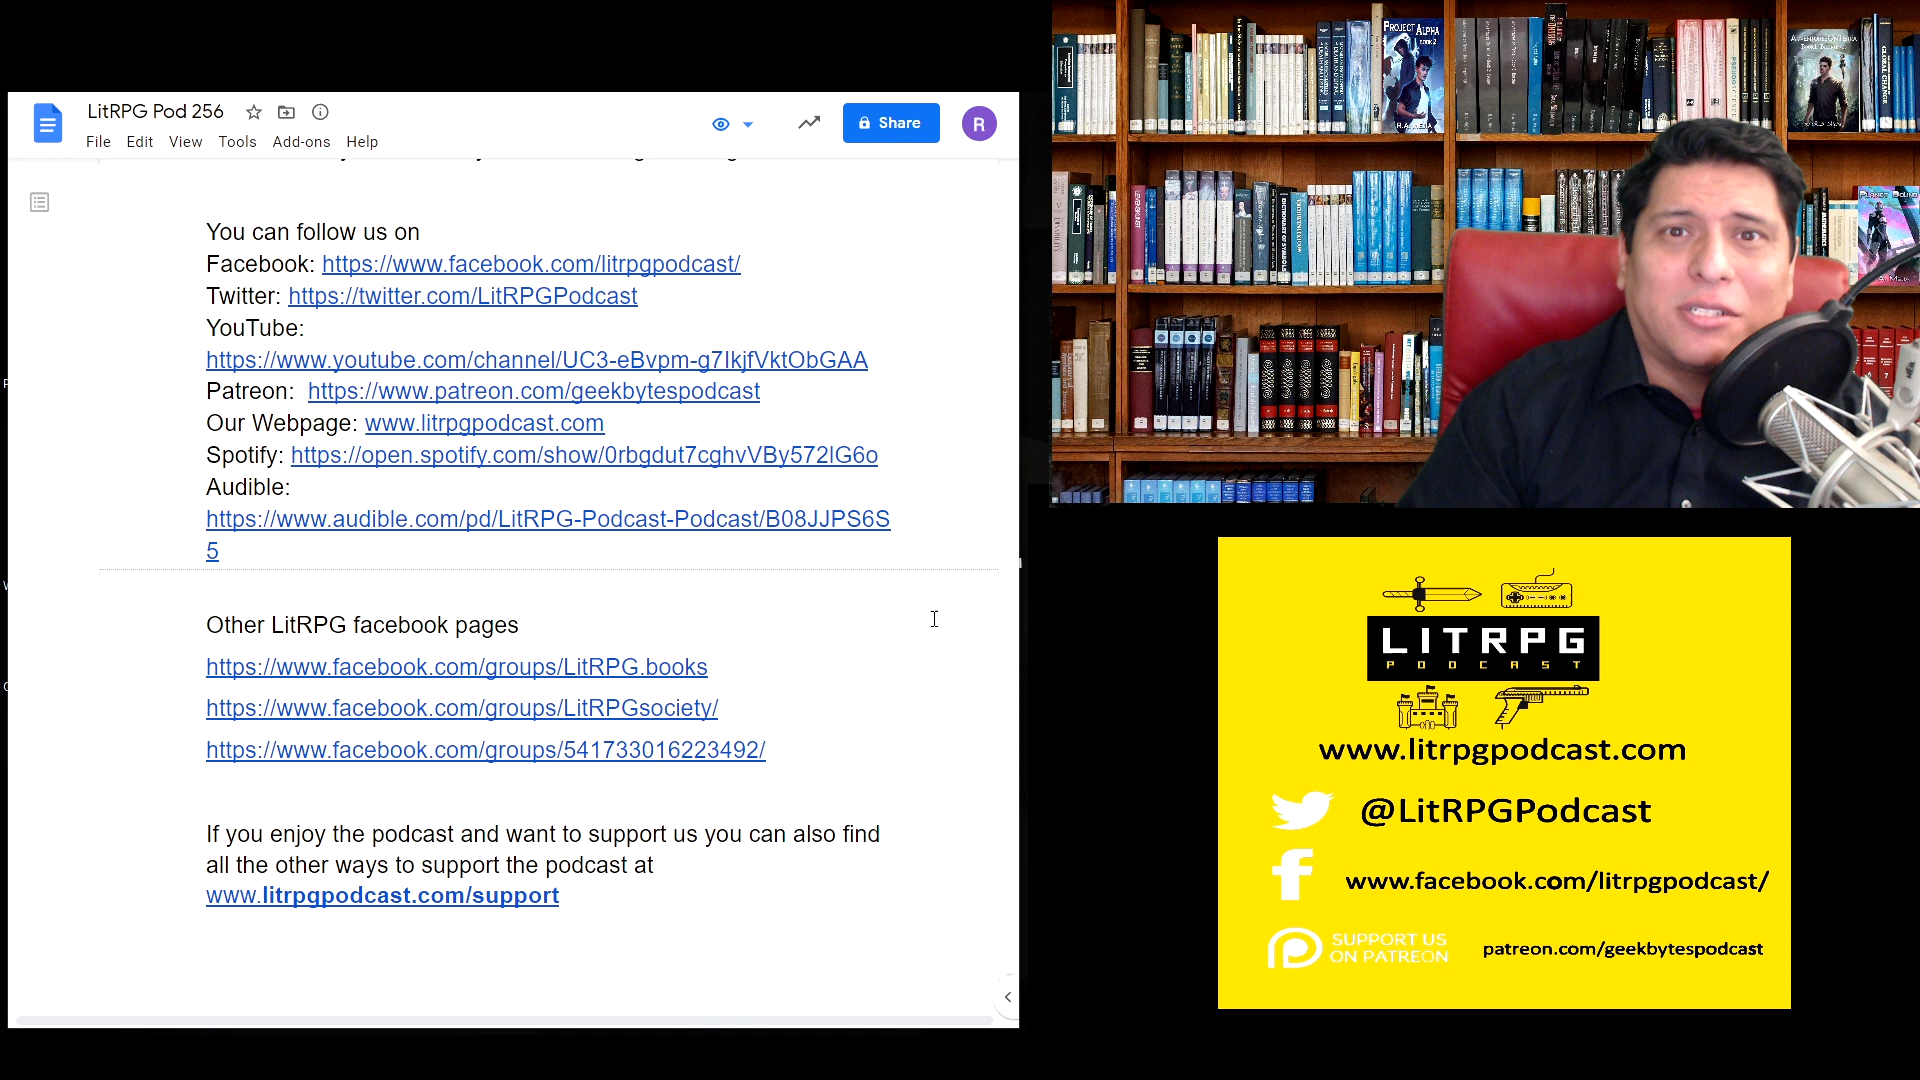 LitRPG Pod 256
File Edit View Tools Add-ons Help
Share
R
You can follow us on
Facebook: https://www.facebook.com/litrpgpodcast/
Twitter: https://twitter.com/LitRPGPodcast
YouTube:
https://www.youtube.com/channel/UC3-eBvpm-g7IkjfVktObGAA
Patreon: https://www.patreon.com/geekbytespodcast
Our Webpage: www.litrpgpodcast.com
Spotify: https://open.spotify.com/show/0rbgdut7cghvVBy572lG6o
Audible:
https://www.audible.com/pd/LitRPG-Podcast-Podcast/B08JJPS6S
5
Other LitRPG facebook pages
https://www.facebook.com/groups/LitRPG.books
https://www.facebook.com/groups/LitRPGsociety/
https://www.facebook.com/groups/541733016223492/
If you enjoy the podcast and want to support us you can also find
all the other ways to support the podcast at
www.litrpgpodcast.com/support
PROJECT ALPHA
BOOK 2
GLOBAL CHANGE
LITRPG
PODCAST
www.litrpgpodcast.com
@LitRPGPodcast
www.facebook.com/litrpgpodcast/
SUPPORT US
ON PATREON
patreon.com/geekbytespodcast